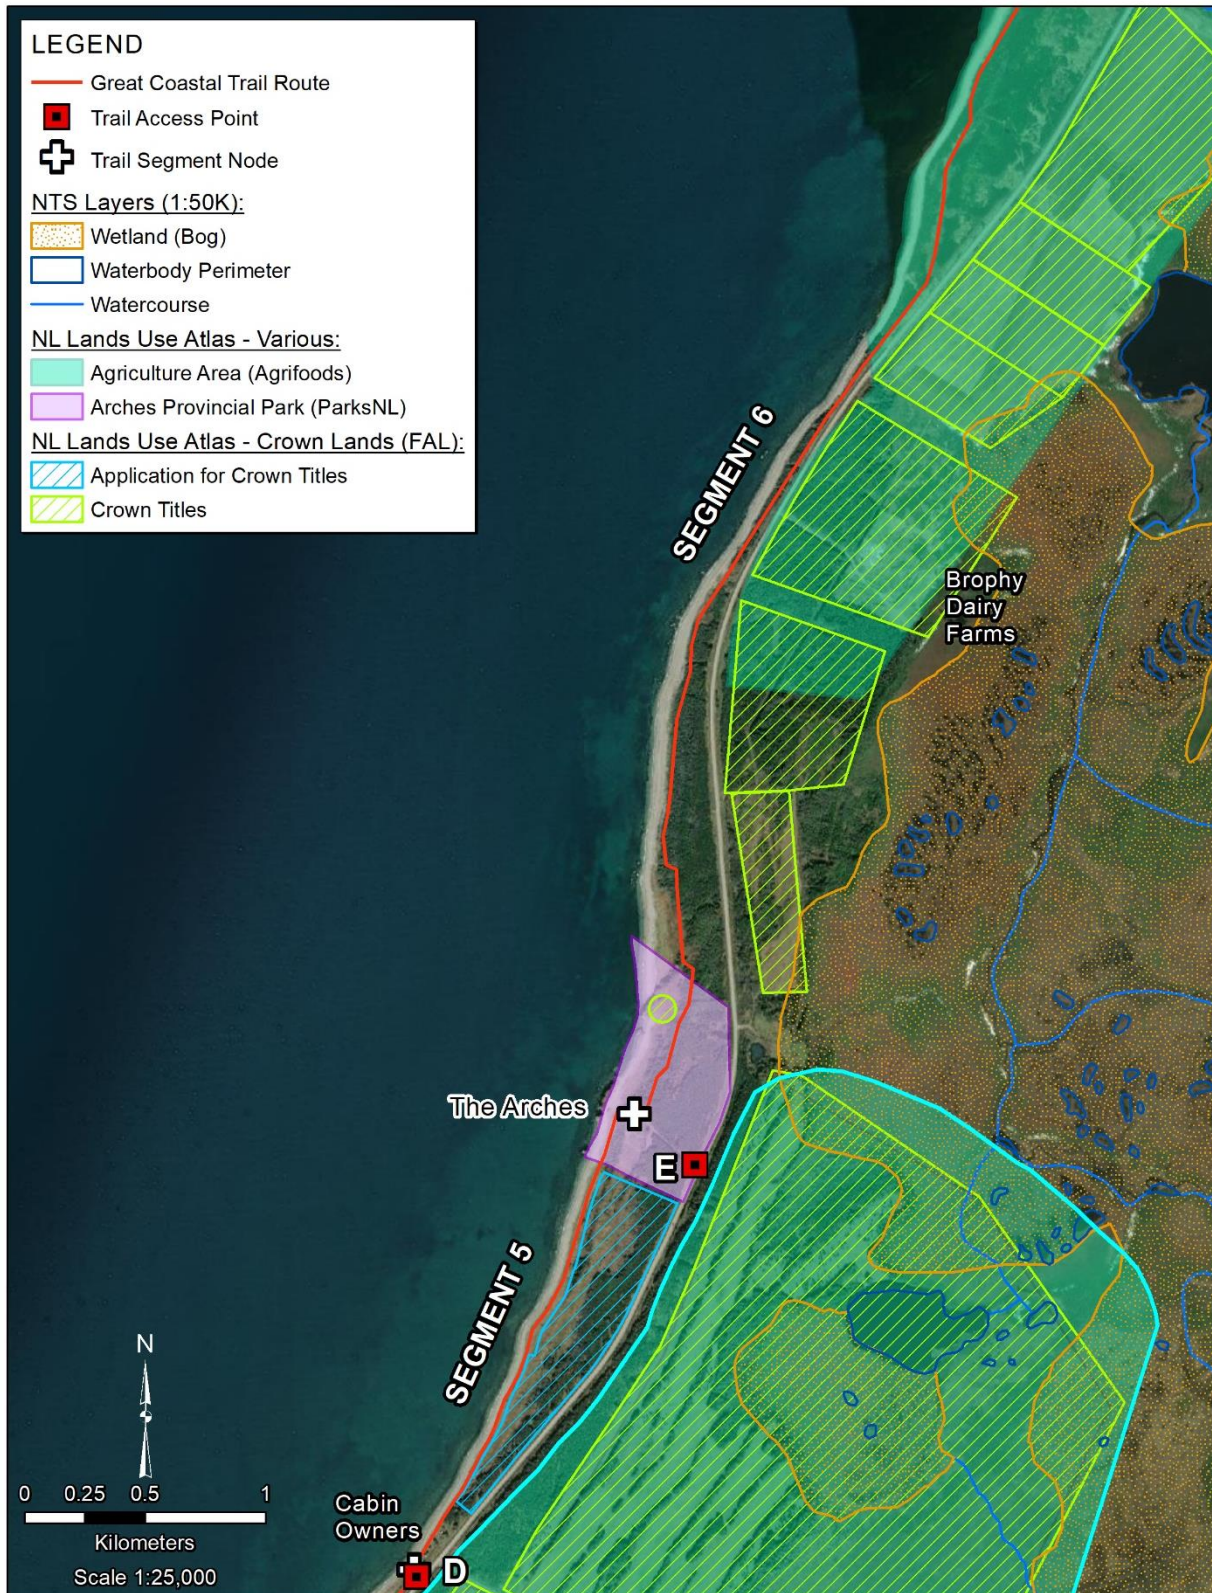 LEGEND
Great Coastal Trail Route
Trail Access Point
Trail Segment Node
NTS Layers (1:50K):
Wetland (Bog)
Waterbody Perimeter
Watercourse
NL Lands Use Atlas - Various:
Agriculture Area (Agrifoods)
Arches Provincial Park (ParksNL)
NL Lands Use Atlas - Crown Lands (FAL):
Application for Crown Titles
Crown Titles
SEGMENT 6
Brophy
Dairy
Farms
The Arches
E
SEGMENT 5
N
0 0.25 0.5 1
Kilometers
Scale 1:25,000
Cabin
Owners
D